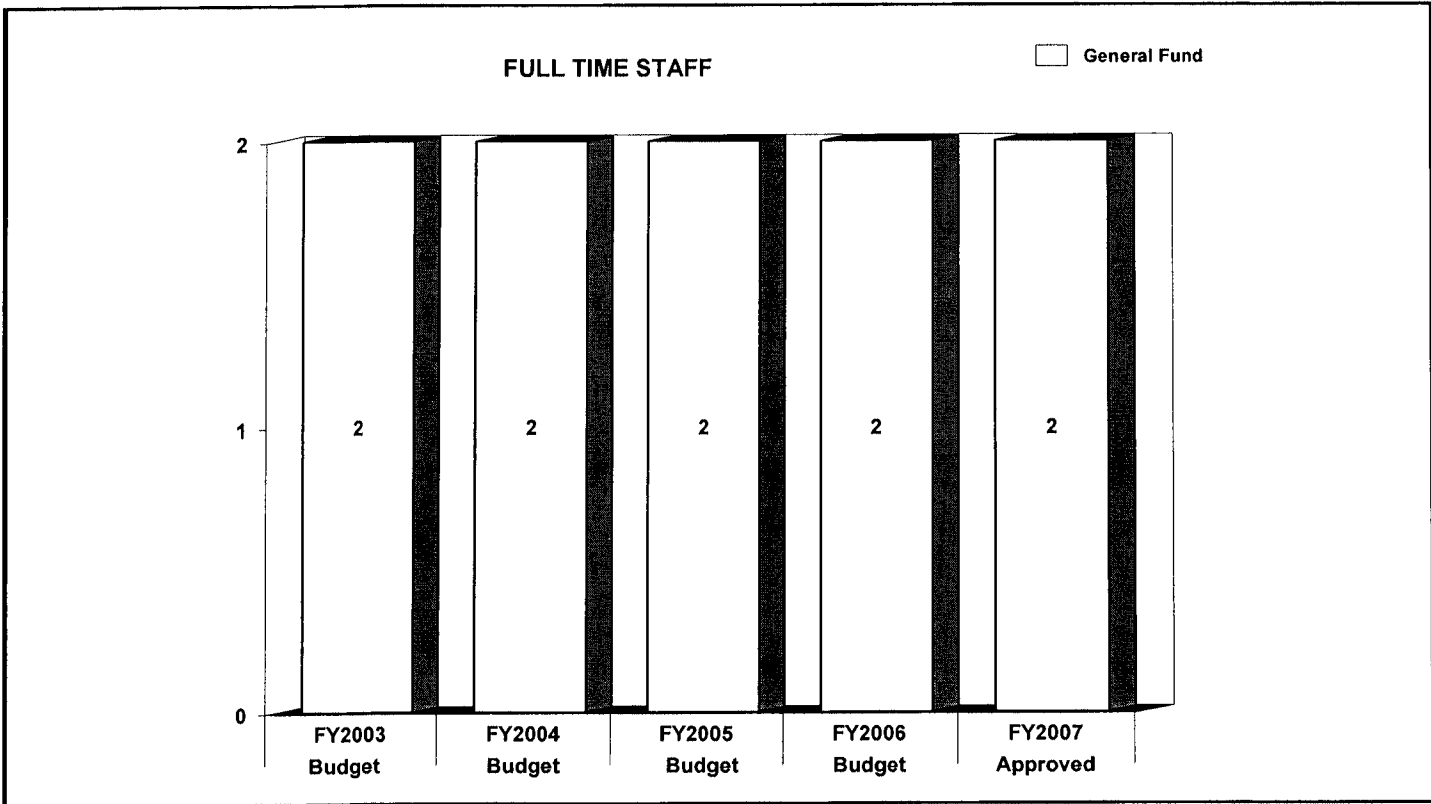 FULL TIME STAFF
General Fund
2
1
0
2 2 2 2 2
FY2003 FY2004 FY2005 FY2006 FY2007
Budget Budget Budget Budget Approved